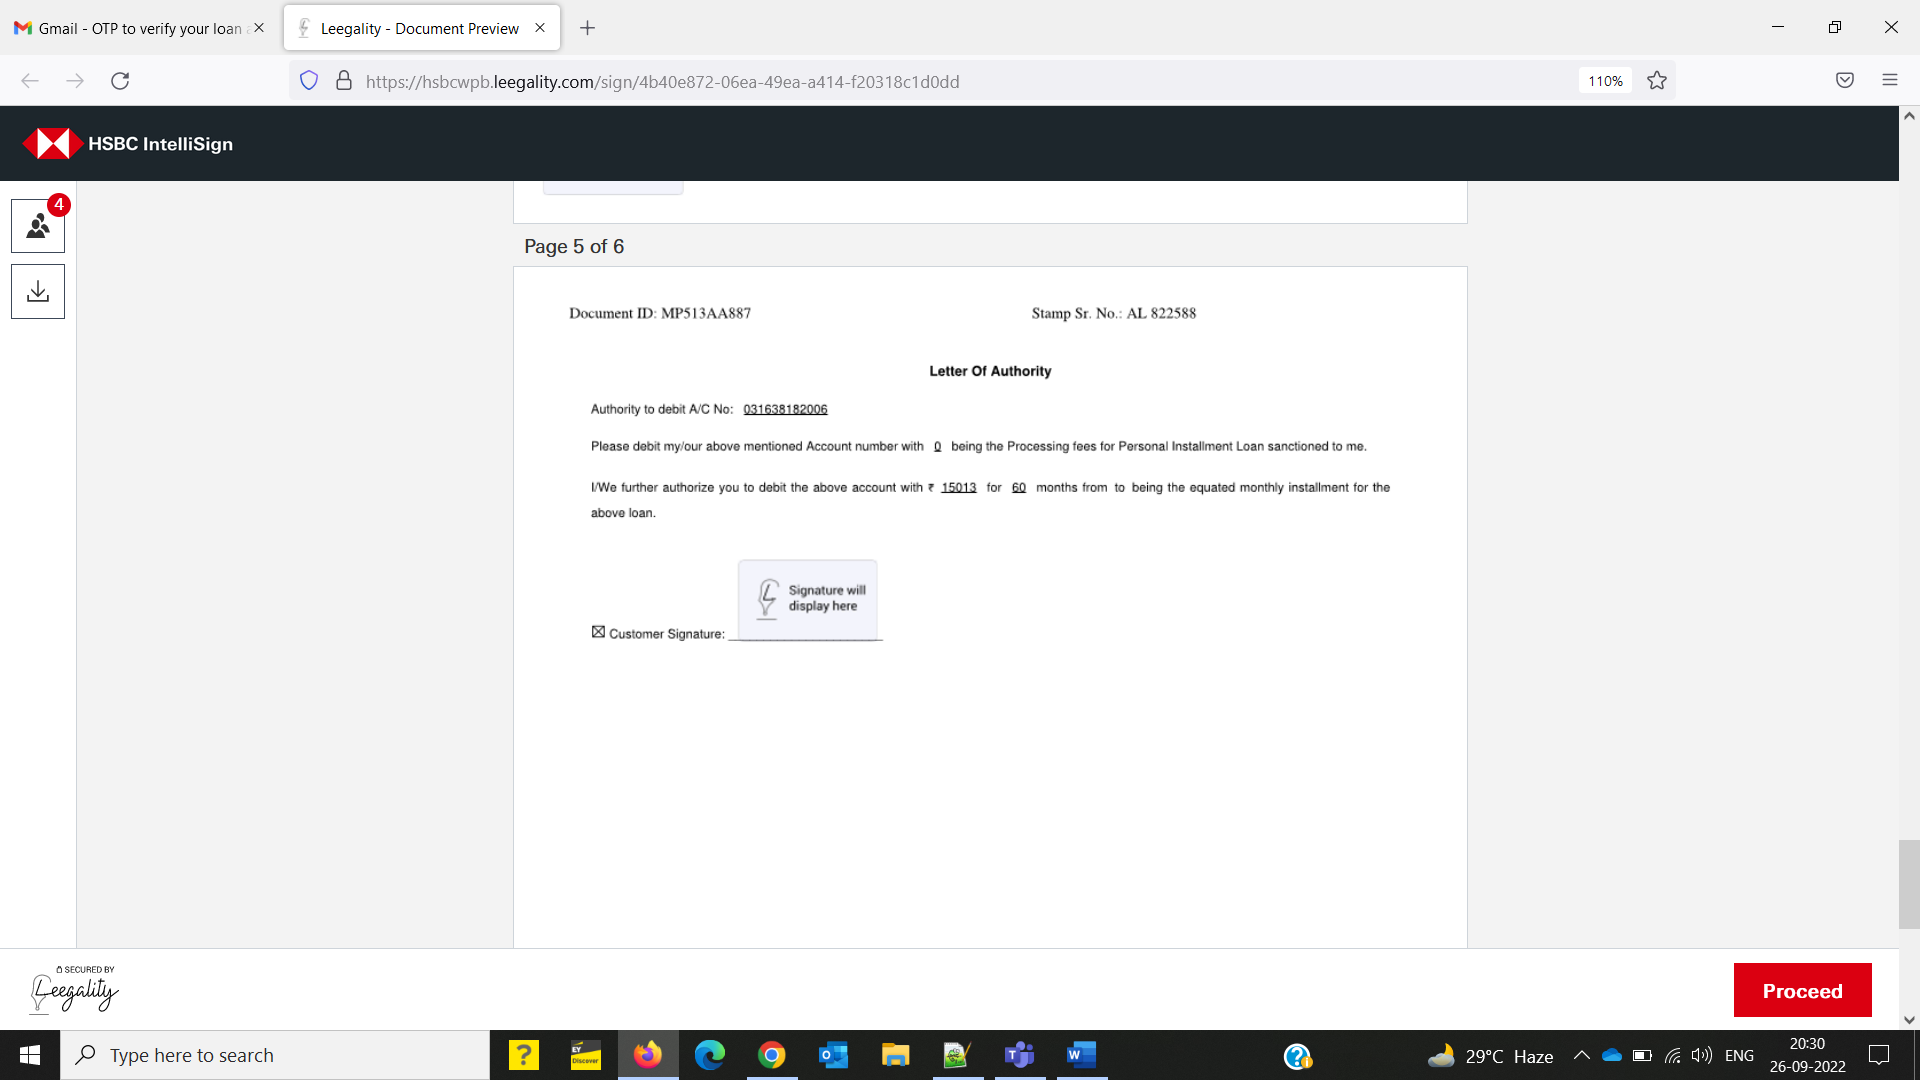 Gmail - OTP to verify your loan a
Leegality - Document Preview
https://hsbcwpb.leegality.com/sign/4b40e872-06ea-49ea-a414-f20318c1d0dd
110%
HSBC IntelliSign
4
Page 5 of 6
Document ID: MP513AA887 Stamp Sr. No.: AL 822588
Letter Of Authority
Authority to debit A/C No: 031638182006
Please debit my/our above mentioned Account number with 0 being the Processing fees for Personal Installment Loan sanctioned to me.
I/We further authorize you to debit the above account with ₹ 15013 for 60 months from to being the equated monthly installment for the
above loan.
Signature will
display here
Customer Signature:
SECURED BY
Leegality
Proceed
Type here to search
EY
Discover
29°C Haze
ENG
20:30
26-09-2022